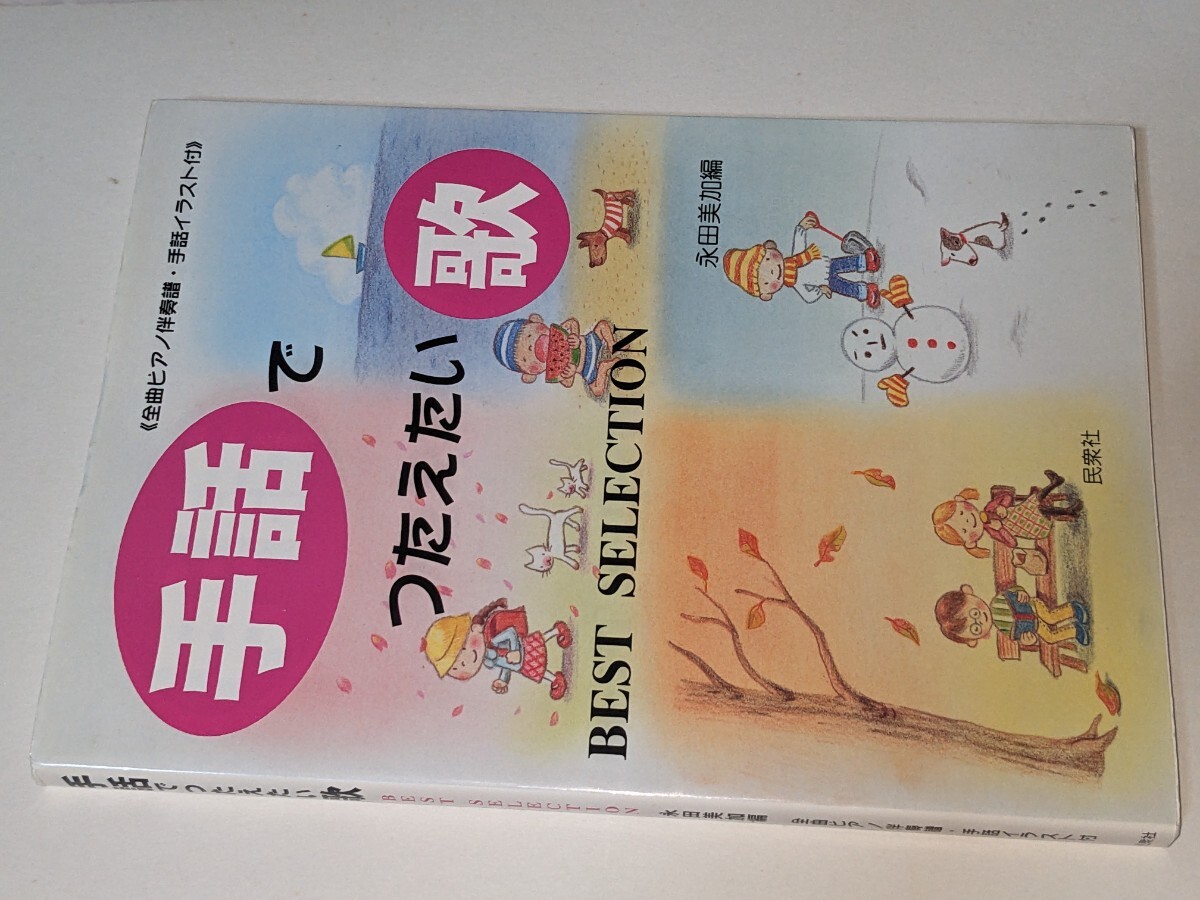 《全曲ピアノ伴奏譜・手話イラスト付》
手話で
つたえたい歌
BEST SELECTION
永田美加編
民衆社
手話でつたえたい歌 BEST SELECTION 永田美加編 全曲ピアノ伴奏譜・手話イラスト付